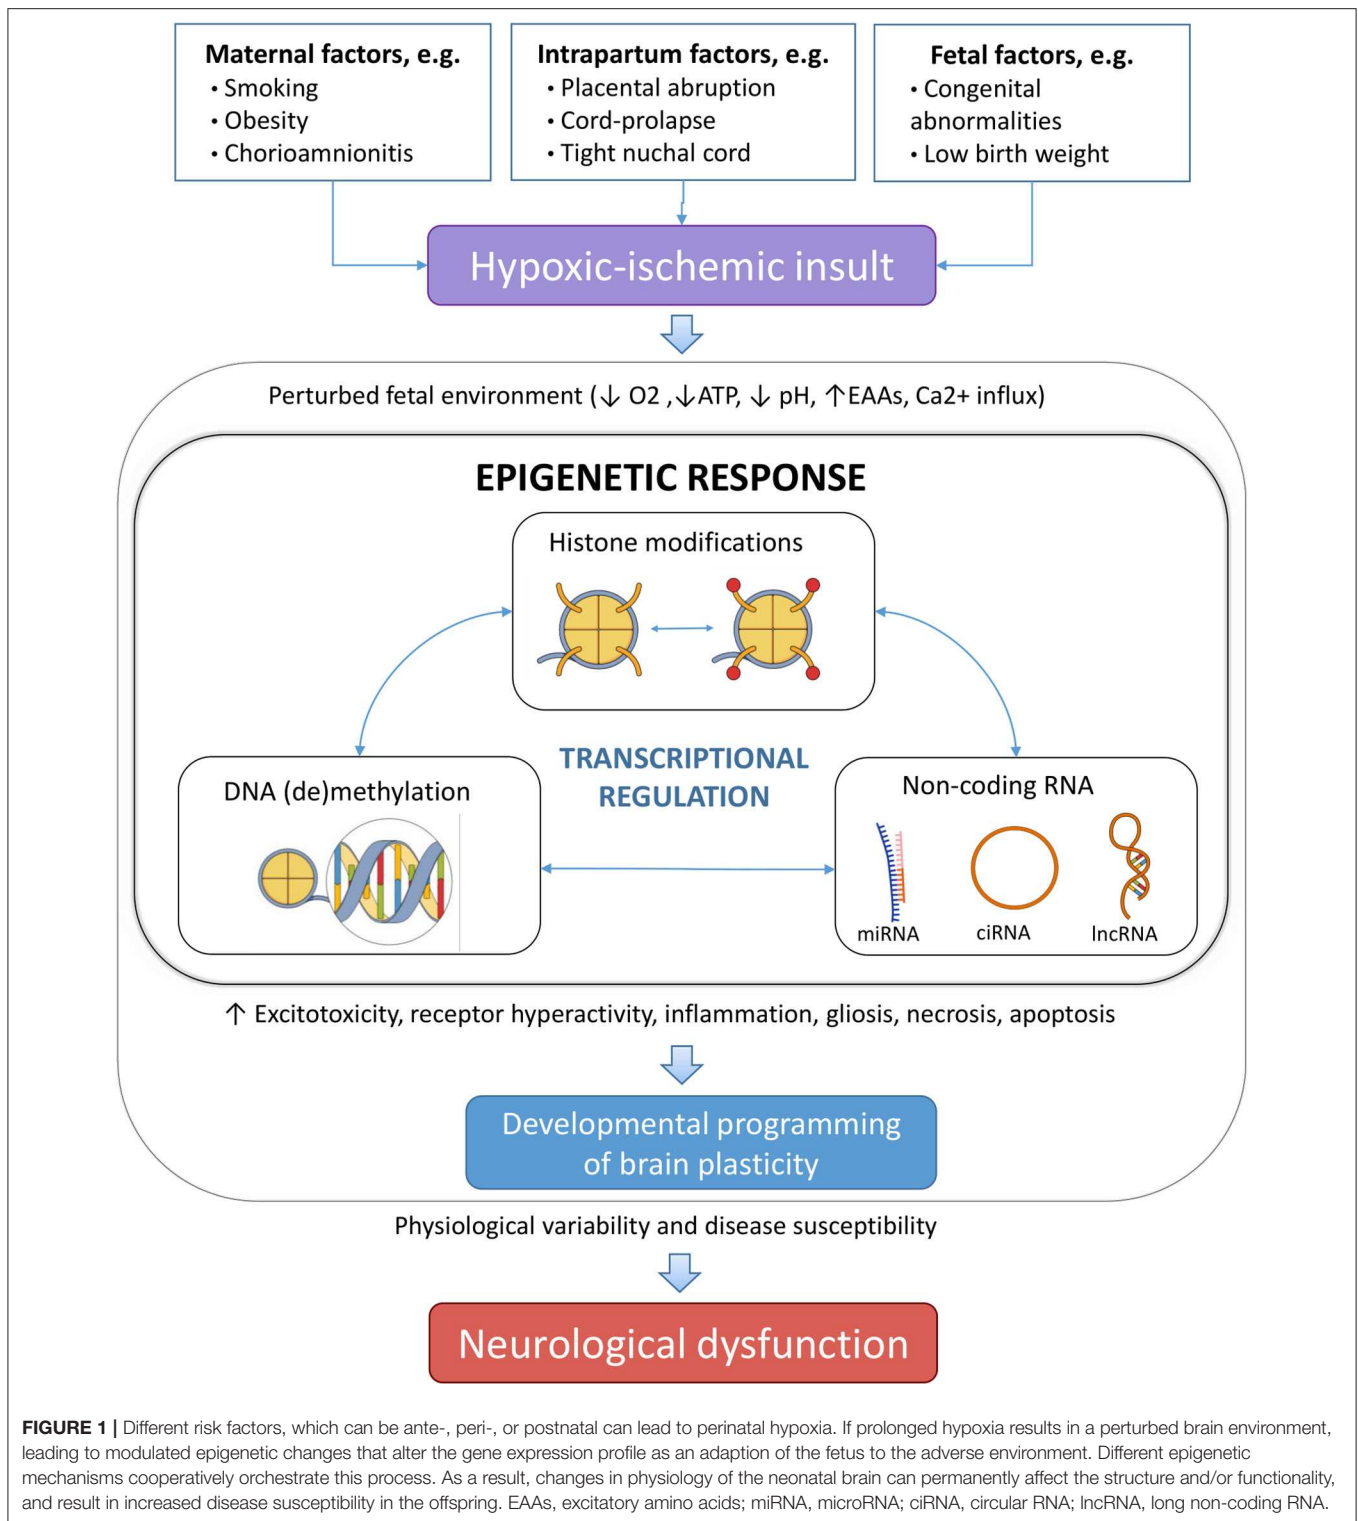 Maternal factors, e.g.
• Smoking
• Obesity
• Chorioamnionitis
Intrapartum factors, e.g.
• Placental abruption
• Cord-prolapse
• Tight nuchal cord
Fetal factors, e.g.
• Congenital
abnormalities
• Low birth weight
Hypoxic-ischemic insult
Perturbed fetal environment (↓ O2 ,↓ATP, ↓ pH, ↑EAAs, Ca2+ influx)
EPIGENETIC RESPONSE
Histone modifications
TRANSCRIPTIONAL
REGULATION
DNA (de)methylation
Non-coding RNA
miRNA
ciRNA
lncRNA
↑ Excitotoxicity, receptor hyperactivity, inflammation, gliosis, necrosis, apoptosis
Developmental programming
of brain plasticity
Physiological variability and disease susceptibility
Neurological dysfunction
FIGURE 1 | Different risk factors, which can be ante-, peri-, or postnatal can lead to perinatal hypoxia. If prolonged hypoxia results in a perturbed brain environment,
leading to modulated epigenetic changes that alter the gene expression profile as an adaption of the fetus to the adverse environment. Different epigenetic
mechanisms cooperatively orchestrate this process. As a result, changes in physiology of the neonatal brain can permanently affect the structure and/or functionality,
and result in increased disease susceptibility in the offspring. EAAs, excitatory amino acids; miRNA, microRNA; ciRNA, circular RNA; lncRNA, long non-coding RNA.